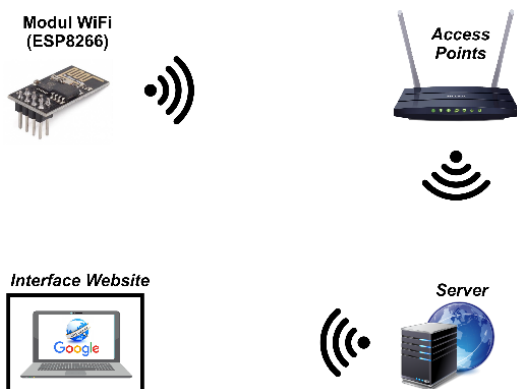 Modul WiFi
(ESP8266)
Access
Points
Interface Website
Google
Server